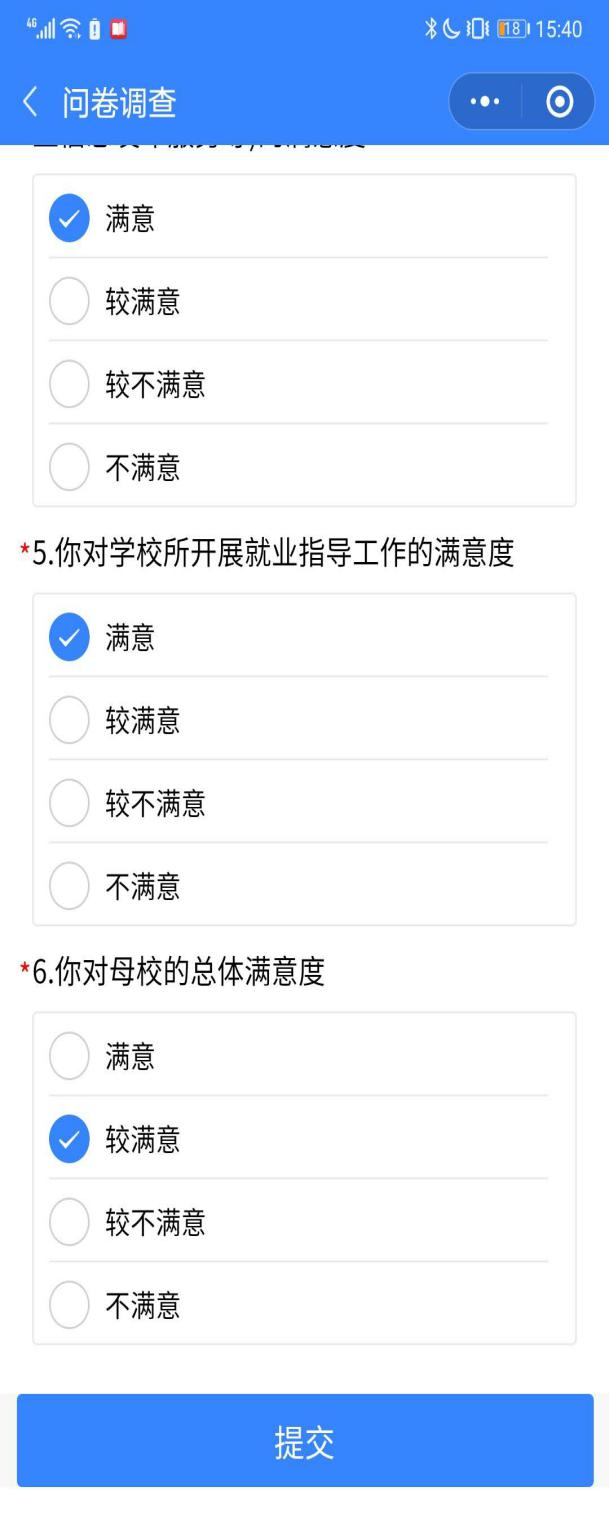 4G 18 15:40
问卷调查
满意
较满意
较不满意
不满意
*5.你对学校所开展就业指导工作的满意度
满意
较满意
较不满意
不满意
*6.你对母校的总体满意度
满意
较满意
较不满意
不满意
提交